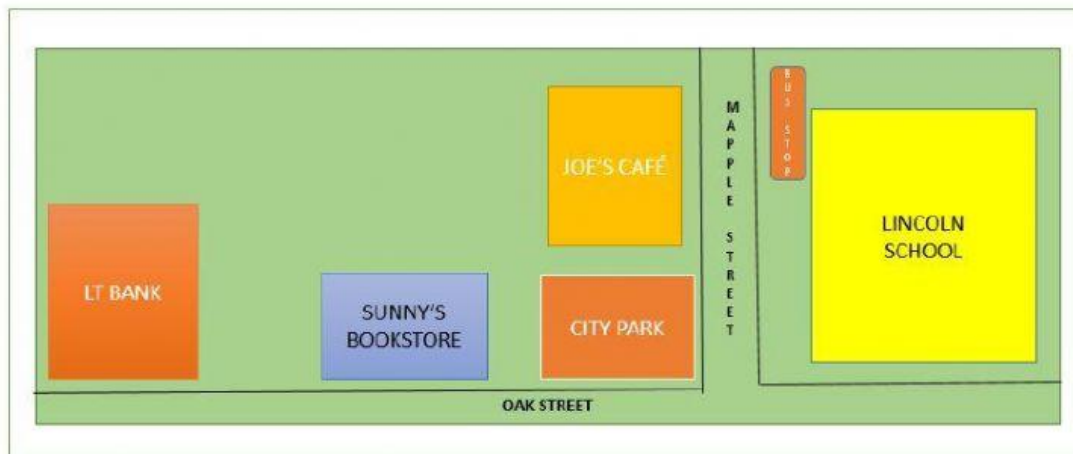 BUS STOP
MAPPLE STREET
JOE'S CAFÉ
LINCOLN
SCHOOL
LT BANK
SUNNY'S
BOOKSTORE
CITY PARK
OAK STREET